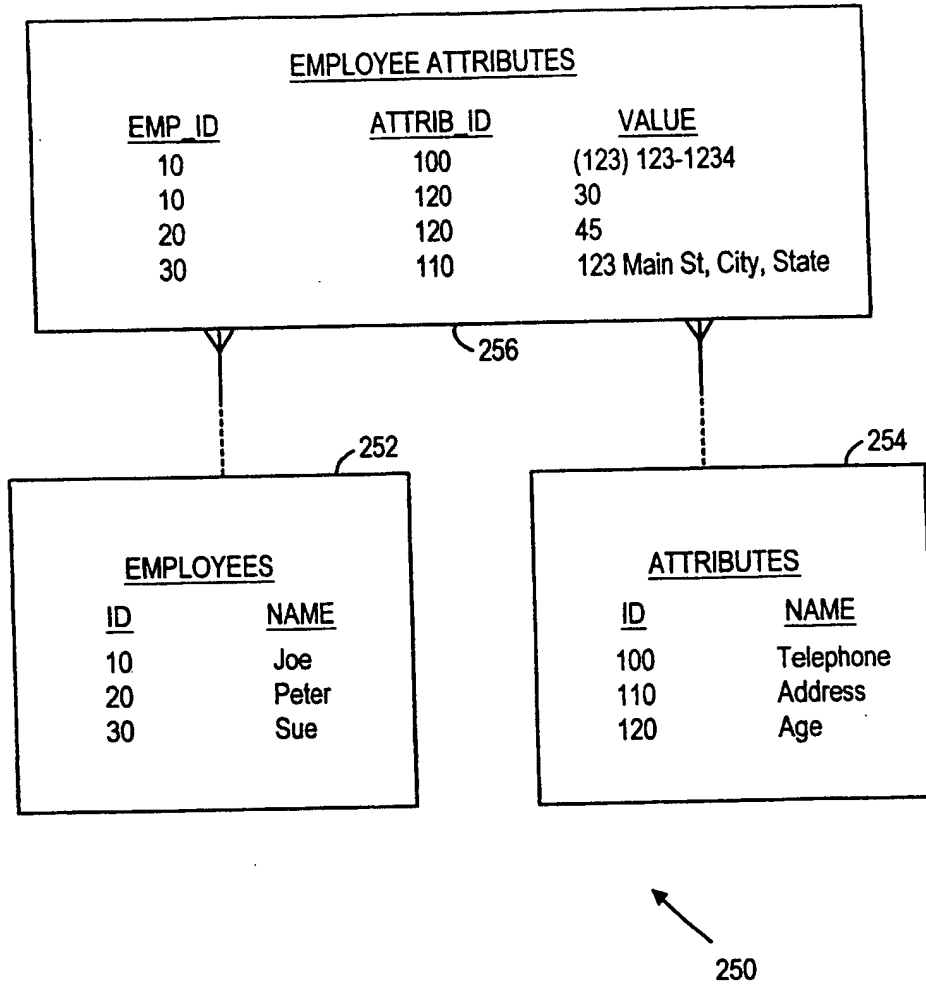 EMPLOYEE ATTRIBUTES
EMP_ID ATTRIB_ID VALUE
10 100 (123) 123-1234
10 120 30
20 120 45
30 110 123 Main St, City, State
256
252
254
EMPLOYEES
ID NAME
10 Joe
20 Peter
30 Sue
ATTRIBUTES
ID NAME
100 Telephone
110 Address
120 Age
250